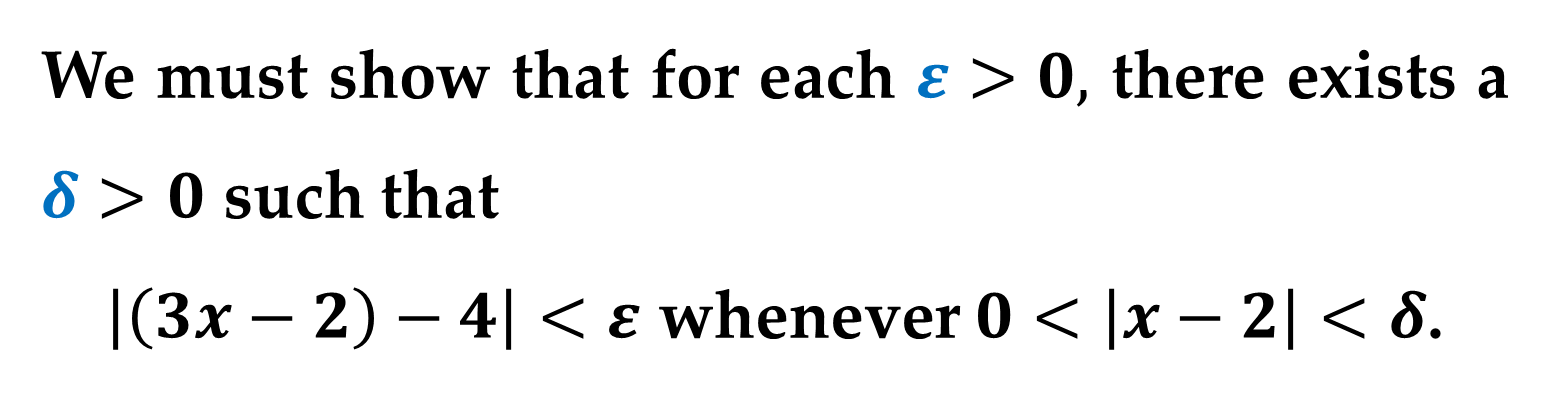 We must show that for each ε > 0, there exists a
δ > 0 such that
|(3x − 2) − 4| < ε whenever 0 < |x − 2| < δ.